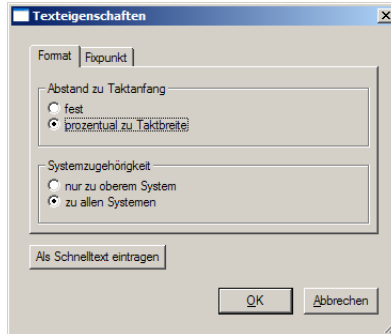 Texteigenschaften
Format
Fixpunkt
Abstand zu Taktanfang
fest
prozentual zu Taktbreite
Systemzugehörigkeit
nur zu oberem System
zu allen Systemen
Als Schnelltext eintragen
OK
Abbrechen